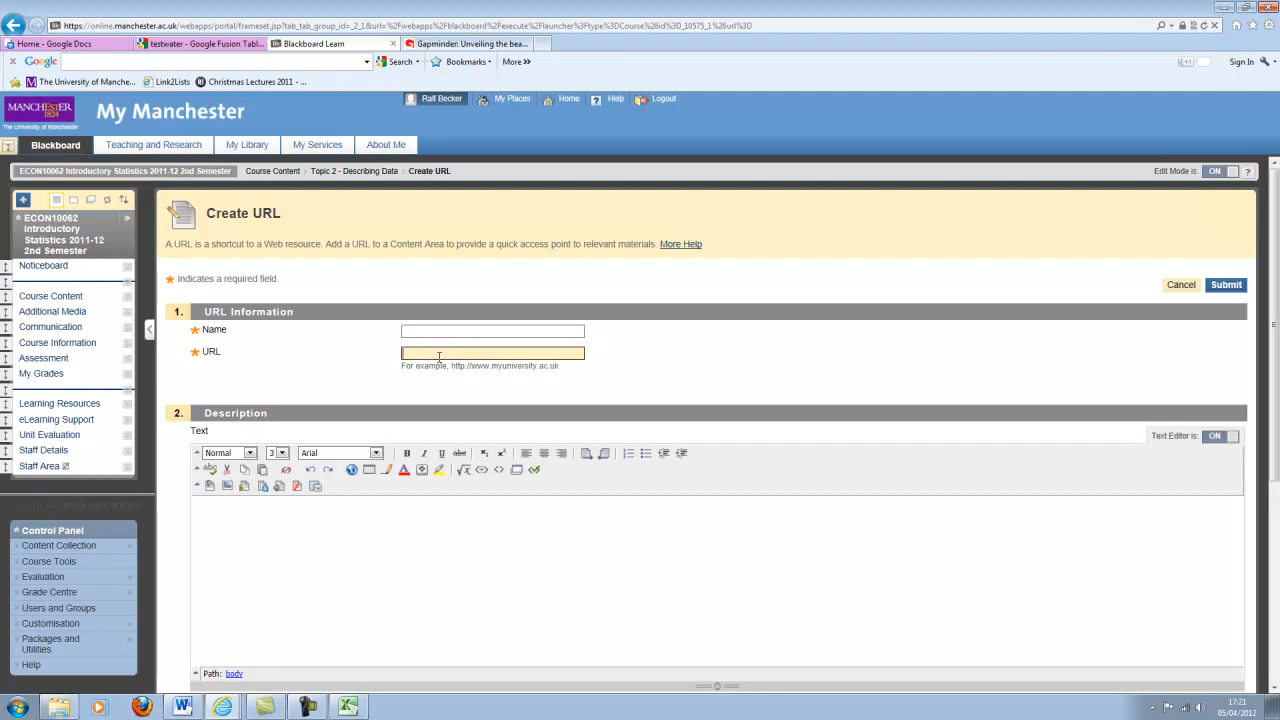 https://online.manchester.ac.uk/webapps/portal/frameset.jsp?tab_tab_group_id=_2_1&url=%2Fwebapps%2Fblackboard%2Fexecute%2Flauncher%3Ftype%3DCourse%26id%3D_10575_1%26url%3D
Home - Google Docs
testwater - Google Fusion Tabl...
Blackboard Learn
Gapminder: Unveiling the bea...
Google
Search
Bookmarks
More »
Sign In
The University of Manche...
Link2Lists
Christmas Lectures 2011 - ...
MANCHESTER
1824
The University of Manchester
My Manchester
Ralf Becker
My Places
Home
Help
Logout
Blackboard
Teaching and Research
My Library
My Services
About Me
ECON10062 Introductory Statistics 2011-12 2nd Semester
Course Content > Topic 2 - Describing Data > Create URL
Edit Mode is: ON ?
ECON10062
Introductory
Statistics 2011-12
2nd Semester
Noticeboard
Course Content
Additional Media
Communication
Course Information
Assessment
My Grades
Learning Resources
eLearning Support
Unit Evaluation
Staff Details
Staff Area
Control Panel
Content Collection
Course Tools
Evaluation
Grade Centre
Users and Groups
Customisation
Packages and
Utilities
Help
Create URL
A URL is a shortcut to a Web resource. Add a URL to a Content Area to provide a quick access point to relevant materials. More Help
Indicates a required field.
Cancel
Submit
1. URL Information
Name
URL
For example, http://www.myuniversity.ac.uk
2. Description
Text
Text Editor is: ON
Normal
3
Arial
Path: body
17:21
05/04/2012